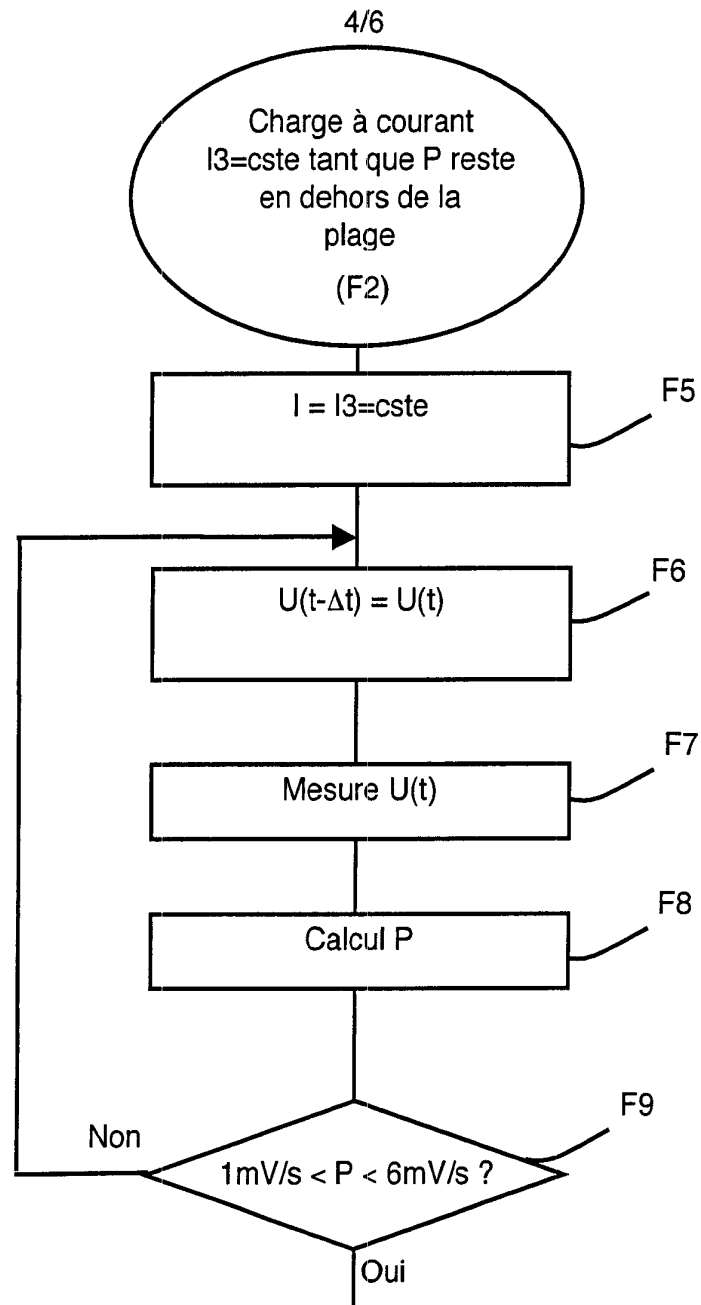 4/6
Charge à courant
I3=cste tant que P reste
en dehors de la
plage
(F2)
I = I3=cste
F5
U(t-Δt) = U(t)
F6
Mesure U(t)
F7
Calcul P
F8
F9
Non
1mV/s < P < 6mV/s ?
Oui